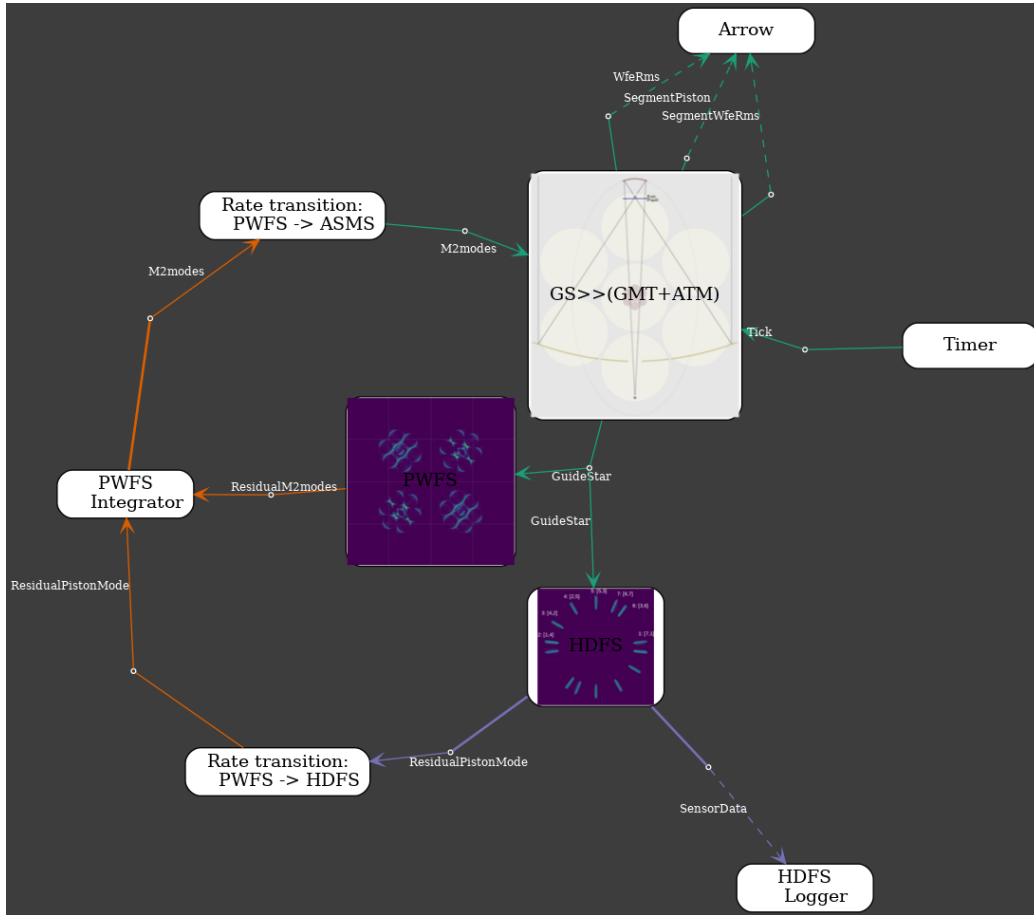 Arrow
WfeRms
SegmentPiston
SegmentWfeRms
Rate transition:
PWFS -> ASMS
M2modes
M2modes
GS>>(GMT+ATM)
Tick
Timer
PWFS
Integrator
ResidualM2modes
PWFS
GuideStar
GuideStar
ResidualPistonMode
HDFS
Rate transition:
PWFS -> HDFS
ResidualPistonMode
SensorData
HDFS
Logger